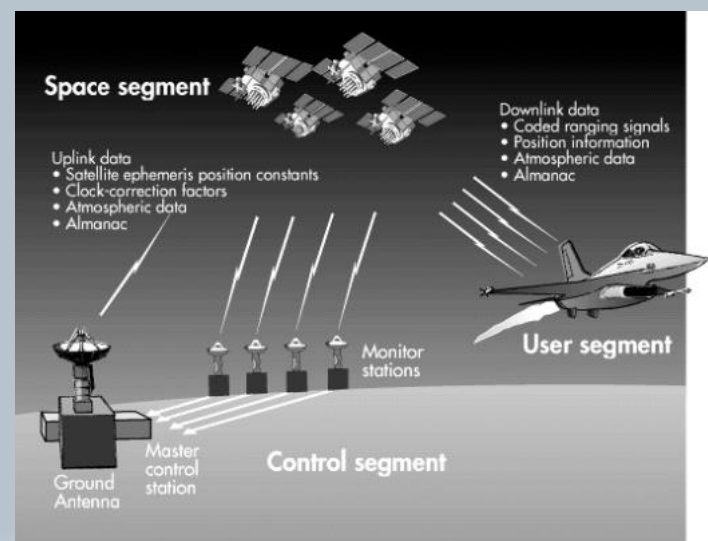 Space segment
Uplink data
• Satellite ephemeris position constants
• Clock-correction factors
• Atmospheric data
• Almanac
Downlink data
• Coded ranging signals
• Position information
• Atmospheric data
• Almanac
Monitor
stations
User segment
Master
control
station
Control segment
Ground
Antenna